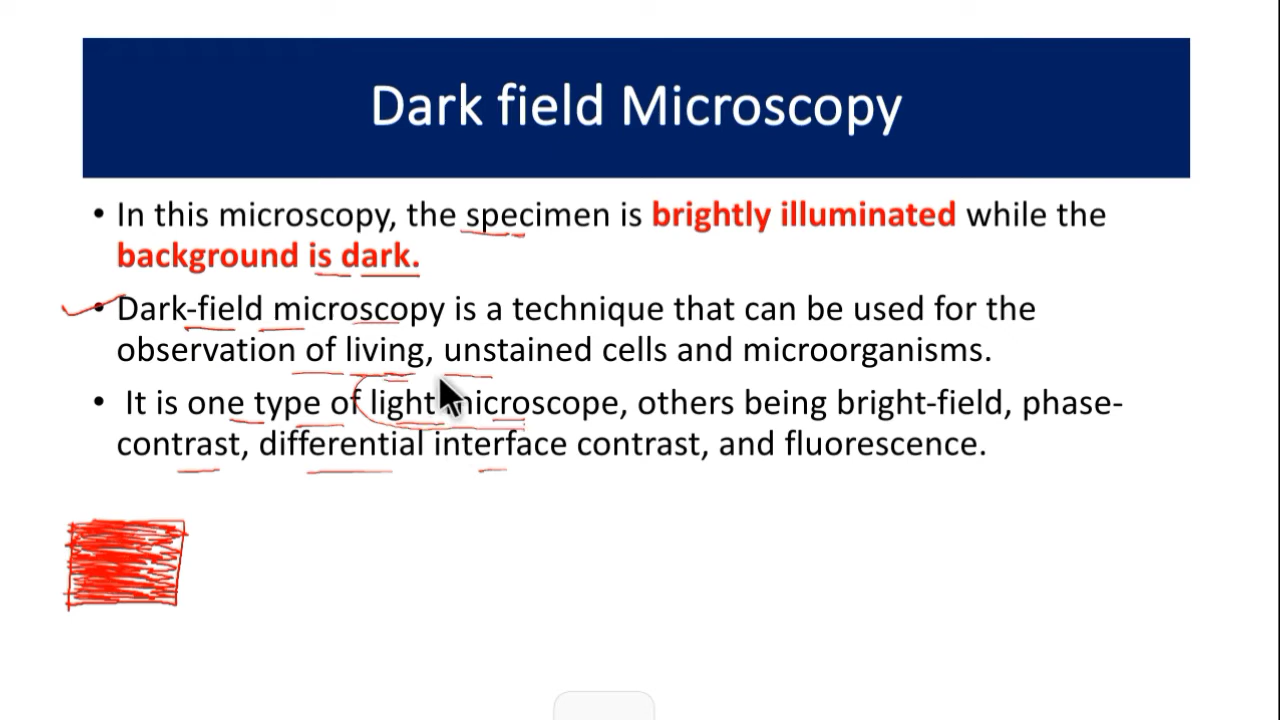 Dark field Microscopy
• In this microscopy, the specimen is brightly illuminated while the
background is dark.
• Dark-field microscopy is a technique that can be used for the
observation of living, unstained cells and microorganisms.
• It is one type of light microscope, others being bright-field, phase-
contrast, differential interface contrast, and fluorescence.